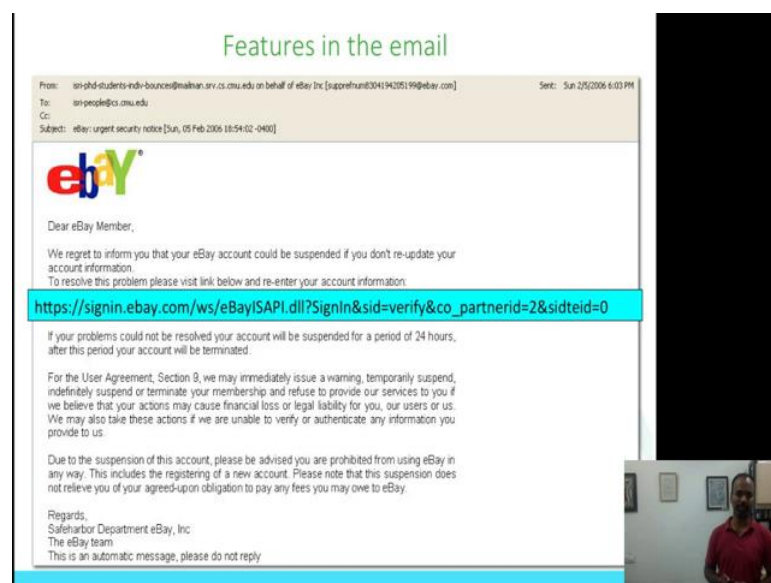 Features in the email
From: isri-phd-students-indiv-bounces@mailman.srv.cs.cmu.edu on behalf of eBay Inc [supprefnum8304194205199@ebay.com] Sent: Sun 2/5/2006 6:03 PM
To: isri-people@cs.cmu.edu
Cc:
Subject: eBay: urgent security notice [Sun, 05 Feb 2006 18:54:02 -0400]
ebaY®
Dear eBay Member,
We regret to inform you that your eBay account could be suspended if you don't re-update your
account information.
To resolve this problem please visit link below and re-enter your account information:
https://signin.ebay.com/ws/eBayISAPI.dll?SignIn&sid=verify&co_partnerid=2&sidteid=0
If your problems could not be resolved your account will be suspended for a period of 24 hours,
after this period your account will be terminated.
For the User Agreement, Section 9, we may immediately issue a warning, temporarily suspend,
indefinitely suspend or terminate your membership and refuse to provide our services to you if
we believe that your actions may cause financial loss or legal liability for you, our users or us.
We may also take these actions if we are unable to verify or authenticate any information you
provide to us.
Due to the suspension of this account, please be advised you are prohibited from using eBay in
any way. This includes the registering of a new account. Please note that this suspension does
not relieve you of your agreed-upon obligation to pay any fees you may owe to eBay.
Regards,
Safeharbor Department eBay, Inc
The eBay team
This is an automatic message, please do not reply